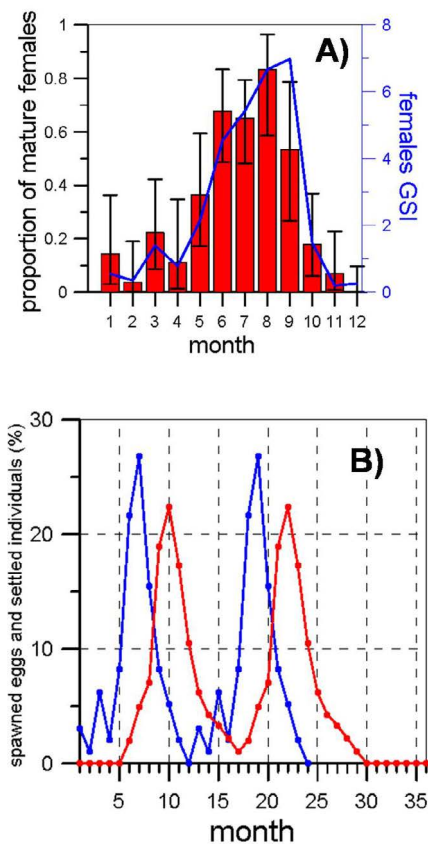 A)
proportion of mature females
1
0.8
0.6
0.4
0.2
0
8
6
4
2
0
females GSI
1 2 3 4 5 6 7 8 9 10 11 12
month
B)
spawned eggs and settled individuals (%)
30
20
10
0
5 10 15 20 25 30 35
month